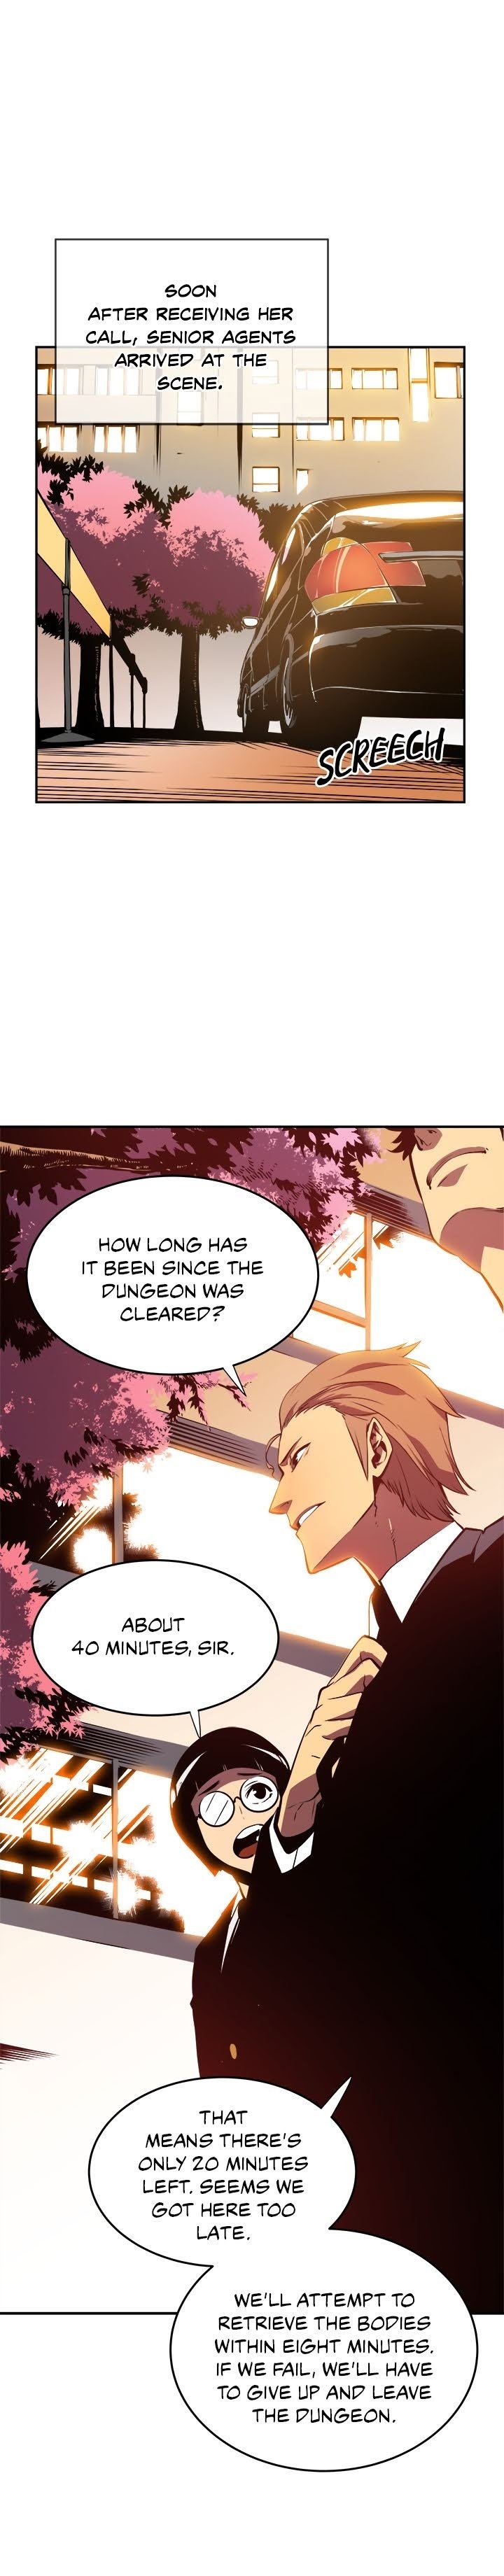 SOON
AFTER RECEIVING HER
CALL, SENIOR AGENTS
ARRIVED AT THE
SCENE.
SCREECH
HOW LONG HAS
IT BEEN SINCE THE
DUNGEON WAS
CLEARED?
ABOUT
40 MINUTES, SIR.
THAT
MEANS THERE'S
ONLY 20 MINUTES
LEFT. SEEMS WE
GOT HERE TOO
LATE.
WE'LL ATTEMPT TO
RETRIEVE THE BODIES
WITHIN EIGHT MINUTES.
IF WE FAIL, WE'LL HAVE
TO GIVE UP AND LEAVE
THE DUNGEON.